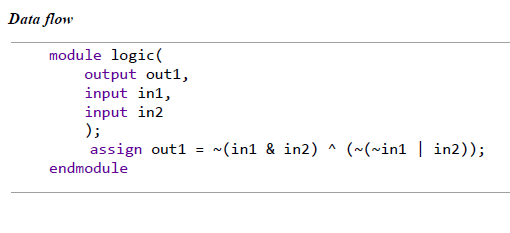 Data flow
module logic(
output out1,
input in1,
input in2
);
assign out1 = ~(in1 & in2) ^ (~(~in1 | in2));
endmodule